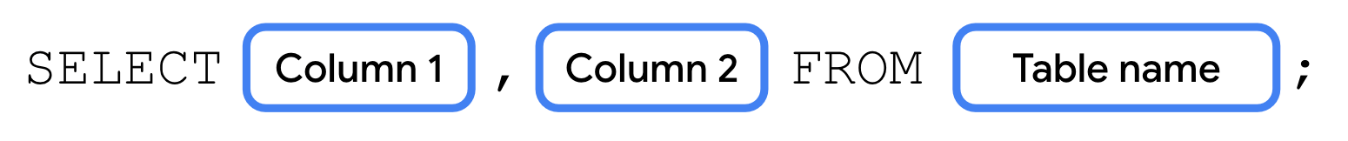 SELECT Column 1 , Column 2 FROM Table name ;